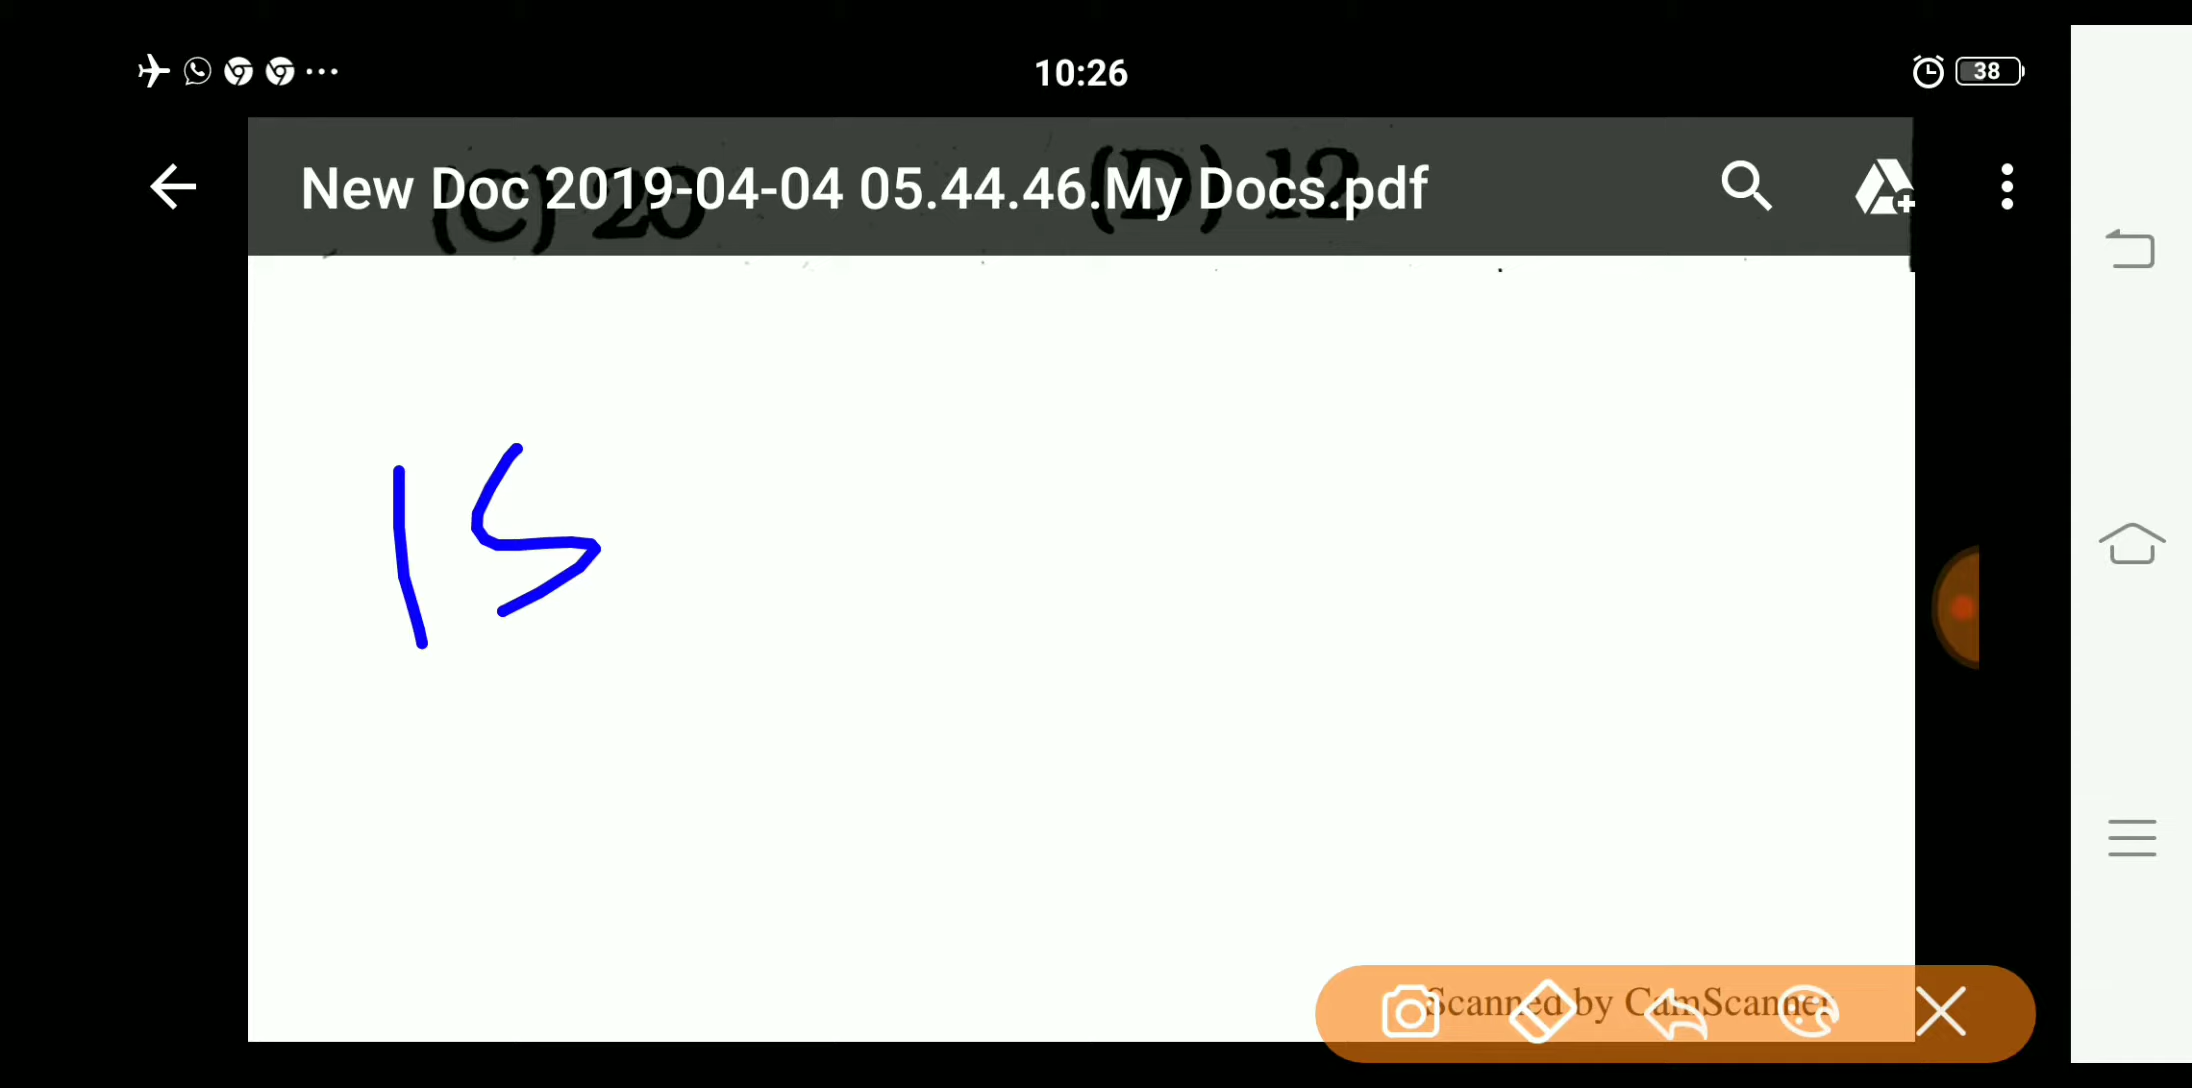 10:26
38
New Doc 2019-04-04 05.44.46.My Docs.pdf
(C) 20 (D) 12
15
Scanned by CamScanner